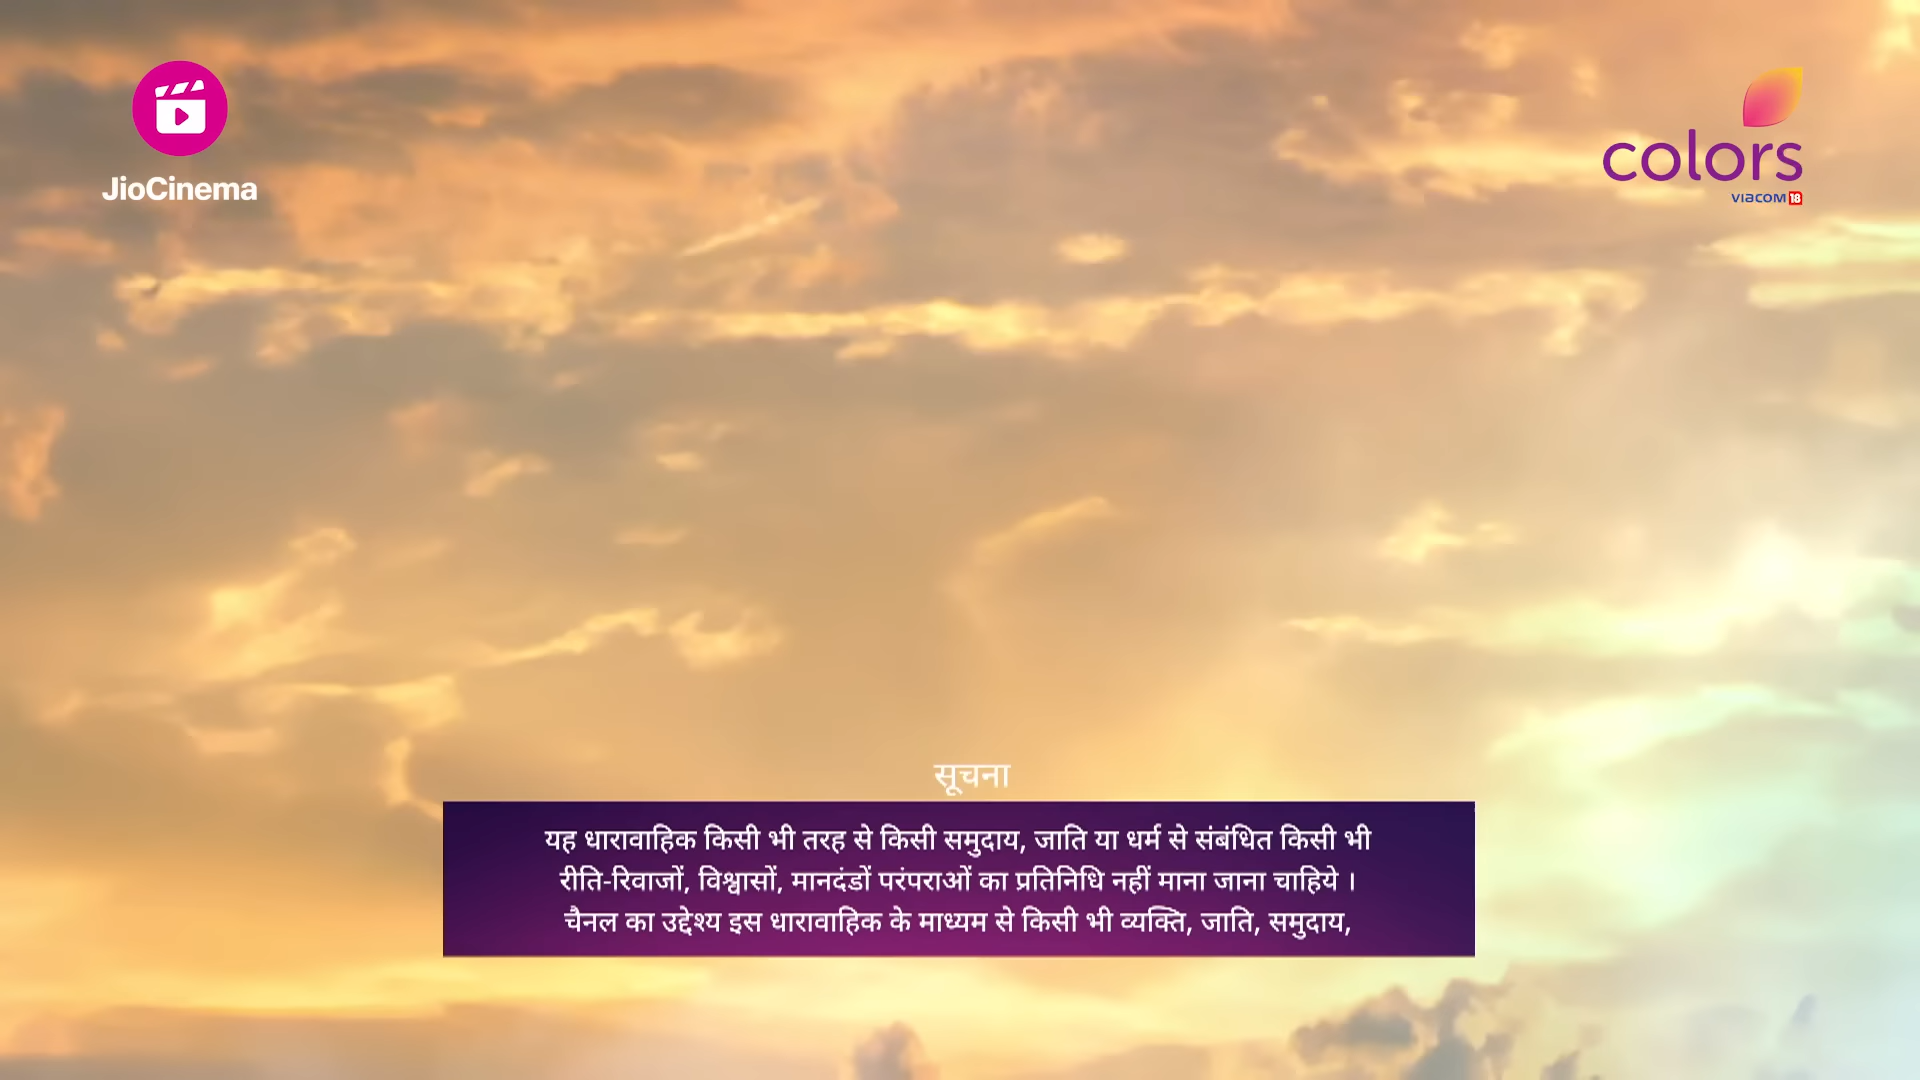 JioCinema
colors
VIACOM18
सूचना
यह धारावाहिक किसी भी तरह से किसी समुदाय, जाति या धर्म से संबंधित किसी भी
रीति-रिवाजों, विश्वासों, मानदंडों परंपराओं का प्रतिनिधि नहीं माना जाना चाहिये ।
चैनल का उद्देश्य इस धारावाहिक के माध्यम से किसी भी व्यक्ति, जाति, समुदाय,